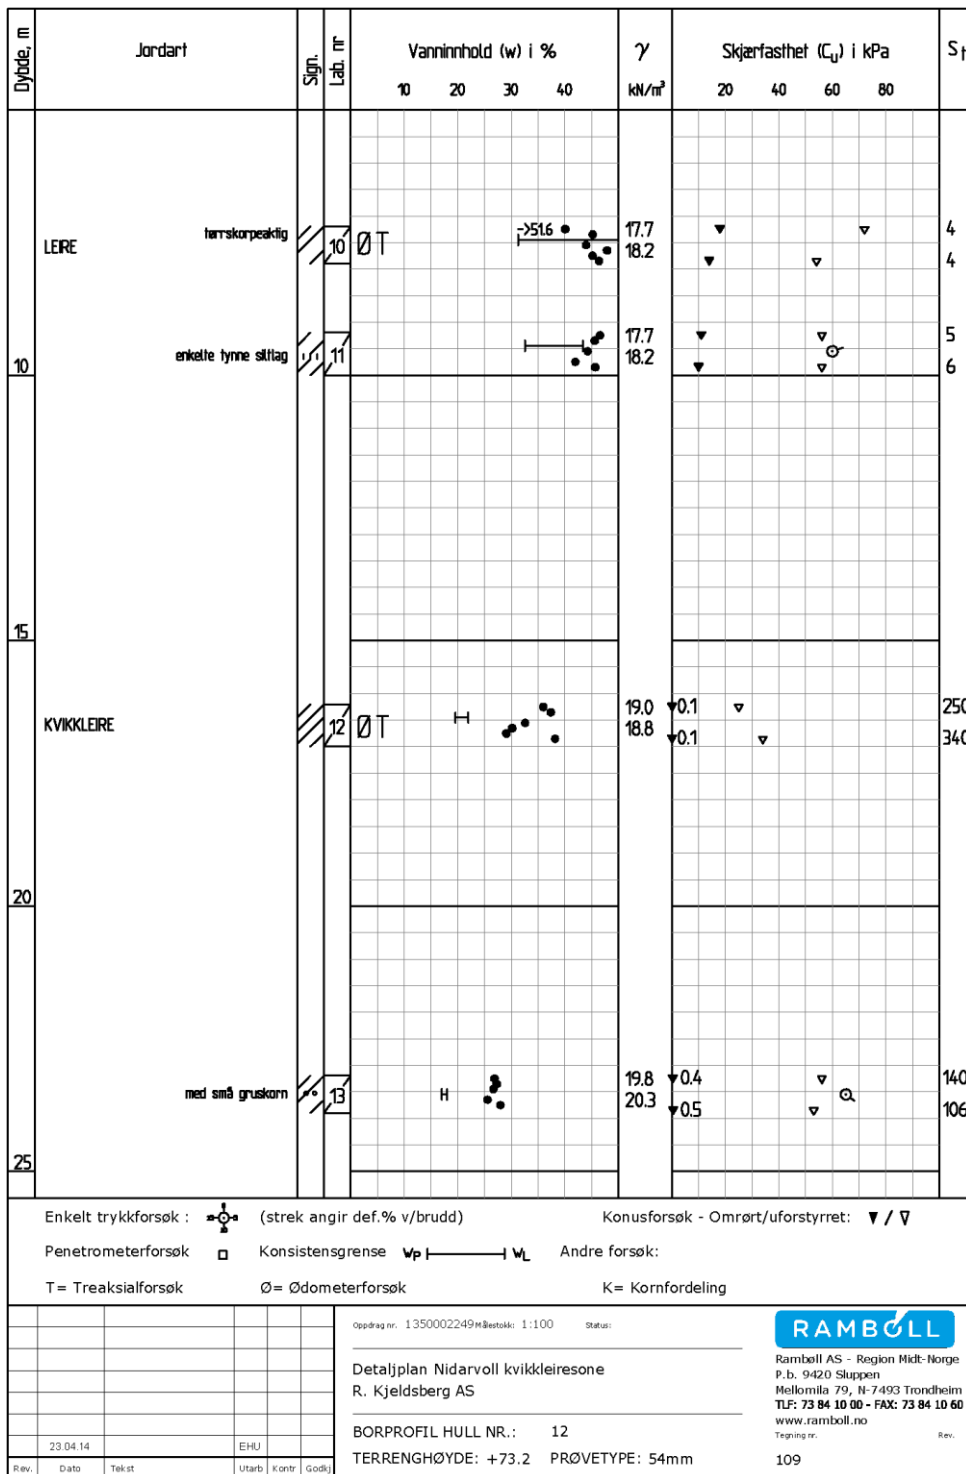 Dybde, m
Jordart
Sign.
Lab. nr
Vanninnhold (w) i %
γ
Skjærfasthet (Cu) i kPa
St
10 20 30 40
kN/m³
20 40 60 80
tørrskorpeaktig
LEIRE
10
Ø T
->51.6
17.7
18.2
4
4
enkelte tynne siltlag
11
17.7
18.2
5
6
10
15
KVIKKLEIRE
12
Ø T
19.0
18.8
0.1
0.1
250
340
20
med små gruskorn
13
19.8
20.3
0.4
0.5
140
106
25
Enkelt trykkforsøk : (strek angir def.% v/brudd) Konusforsøk - Omrørt/uforstyrret: ▼ / ▽
Penetrometerforsøk □ Konsistensgrense Wp WL Andre forsøk:
T= Treaksialforsøk Ø= Ødometerforsøk K= Kornfordeling
Oppdrag nr. 1350002249 Målestokk: 1:100 Status:
Detaljplan Nidarvoll kvikkleiresone
R. Kjeldsberg AS
BORPROFIL HULL NR.: 12
TERRENGHØYDE: +73.2 PRØVETYPE: 54mm
23.04.14 EHU
Rev. Dato Tekst Utarb Kontr Godkj
RAMBOLL
Rambøll AS - Region Midt-Norge
P.b. 9420 Sluppen
Mellomila 79, N-7493 Trondheim
TLF: 73 84 10 00 - FAX: 73 84 10 60
www.ramboll.no
Tegning nr. Rev.
109